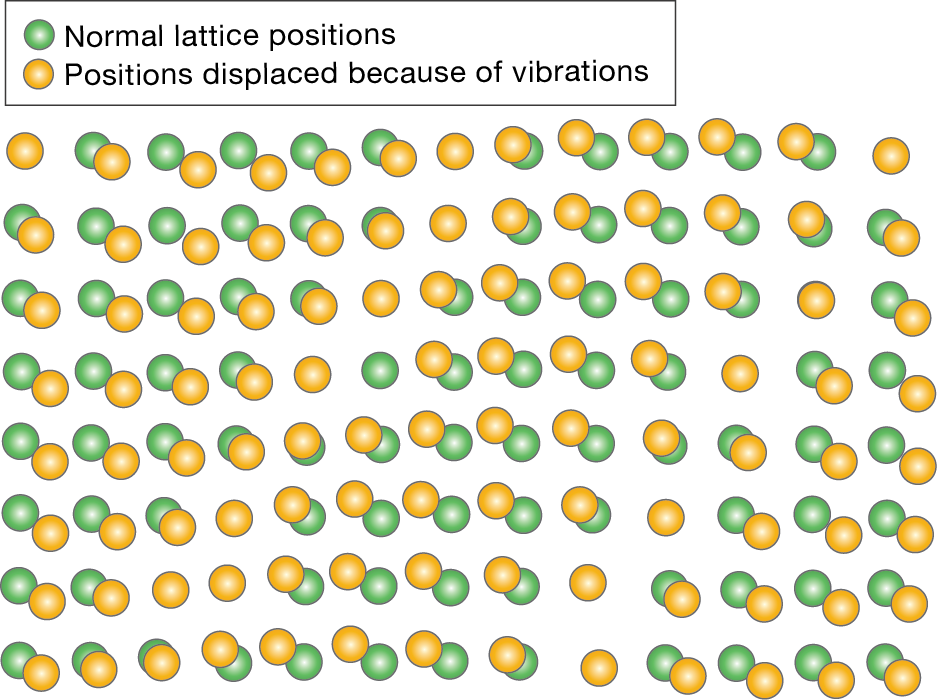 Normal lattice positions
Positions displaced because of vibrations